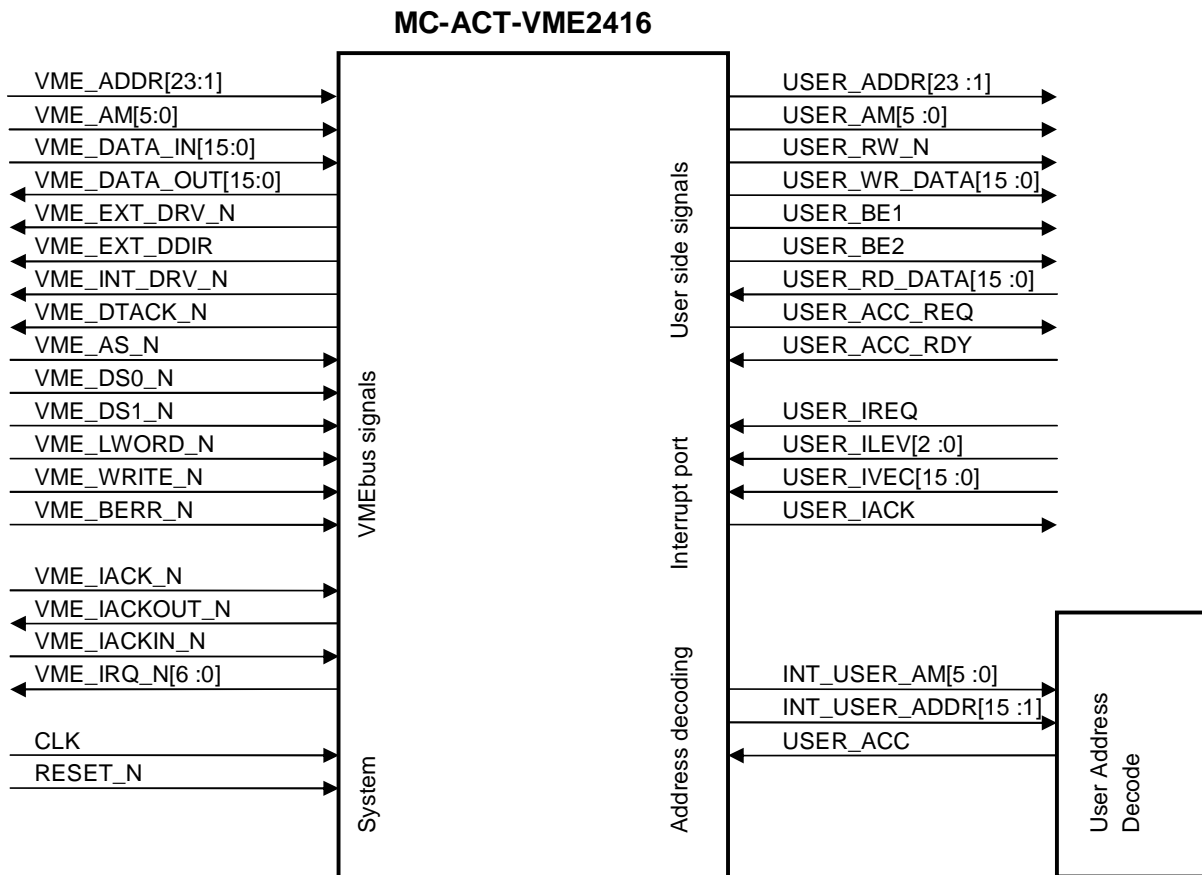 MC-ACT-VME2416
VME_ADDR[23:1]
VME_AM[5:0]
VME_DATA_IN[15:0]
VME_DATA_OUT[15:0]
VME_EXT_DRV_N
VME_EXT_DDIR
VME_INT_DRV_N
VME_DTACK_N
VME_AS_N
VME_DS0_N
VME_DS1_N
VME_LWORD_N
VME_WRITE_N
VME_BERR_N
VME_IACK_N
VME_IACKOUT_N
VME_IACKIN_N
VME_IRQ_N[6 :0]
CLK
RESET_N
VMEbus signals
System
User side signals
Interrupt port
Address decoding
USER_ADDR[23 :1]
USER_AM[5 :0]
USER_RW_N
USER_WR_DATA[15 :0]
USER_BE1
USER_BE2
USER_RD_DATA[15 :0]
USER_ACC_REQ
USER_ACC_RDY
USER_IREQ
USER_ILEV[2 :0]
USER_IVEC[15 :0]
USER_IACK
INT_USER_AM[5 :0]
INT_USER_ADDR[15 :1]
USER_ACC
User Address
Decode